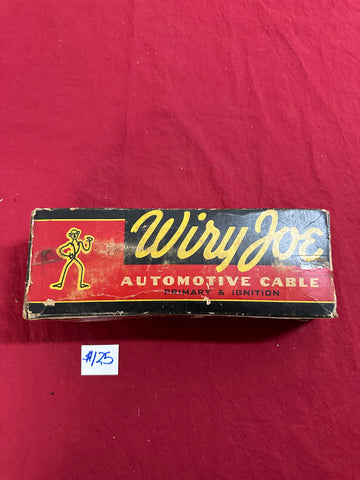 Wiry Joe
AUTOMOTIVE CABLE
PRIMARY & IGNITION
#125